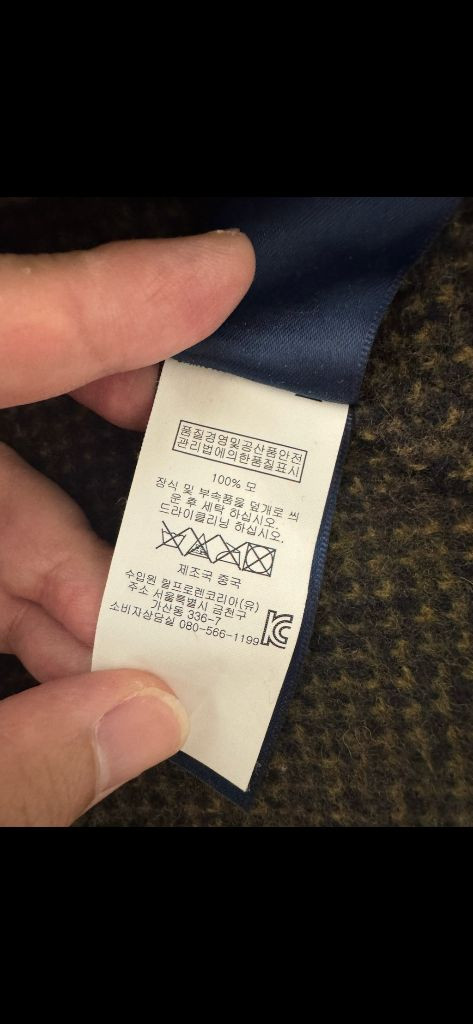 품질경영및공산품안전
관리법에의한품질표시
100% 모
장식 및 부속품을 덮개로 씌
운 후 세탁 하십시오.
드라이클리닝 하십시오.
제조국 중국
수입원 랄프로렌코리아(유)
주소 서울특별시 금천구
가산동 336-7
소비자상담실 080-566-1199